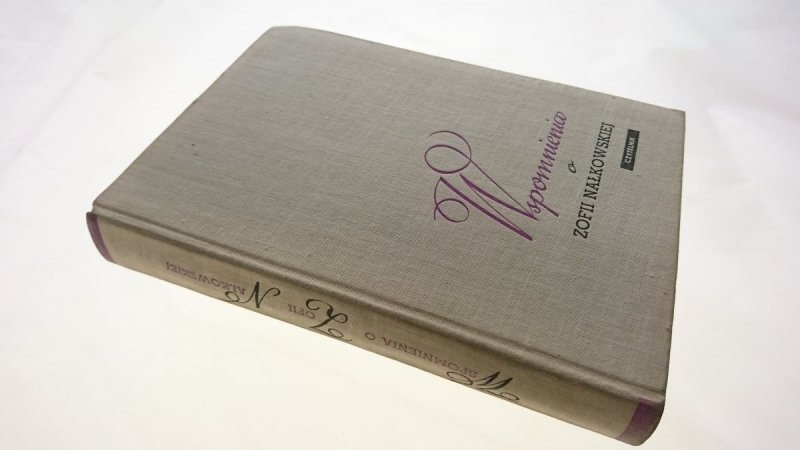 Wspomnienia
o
ZOFII NAŁKOWSKIEJ
CZYTELNIK
WSPOMNIENIA O ZOFII NAŁKOWSKIEJ